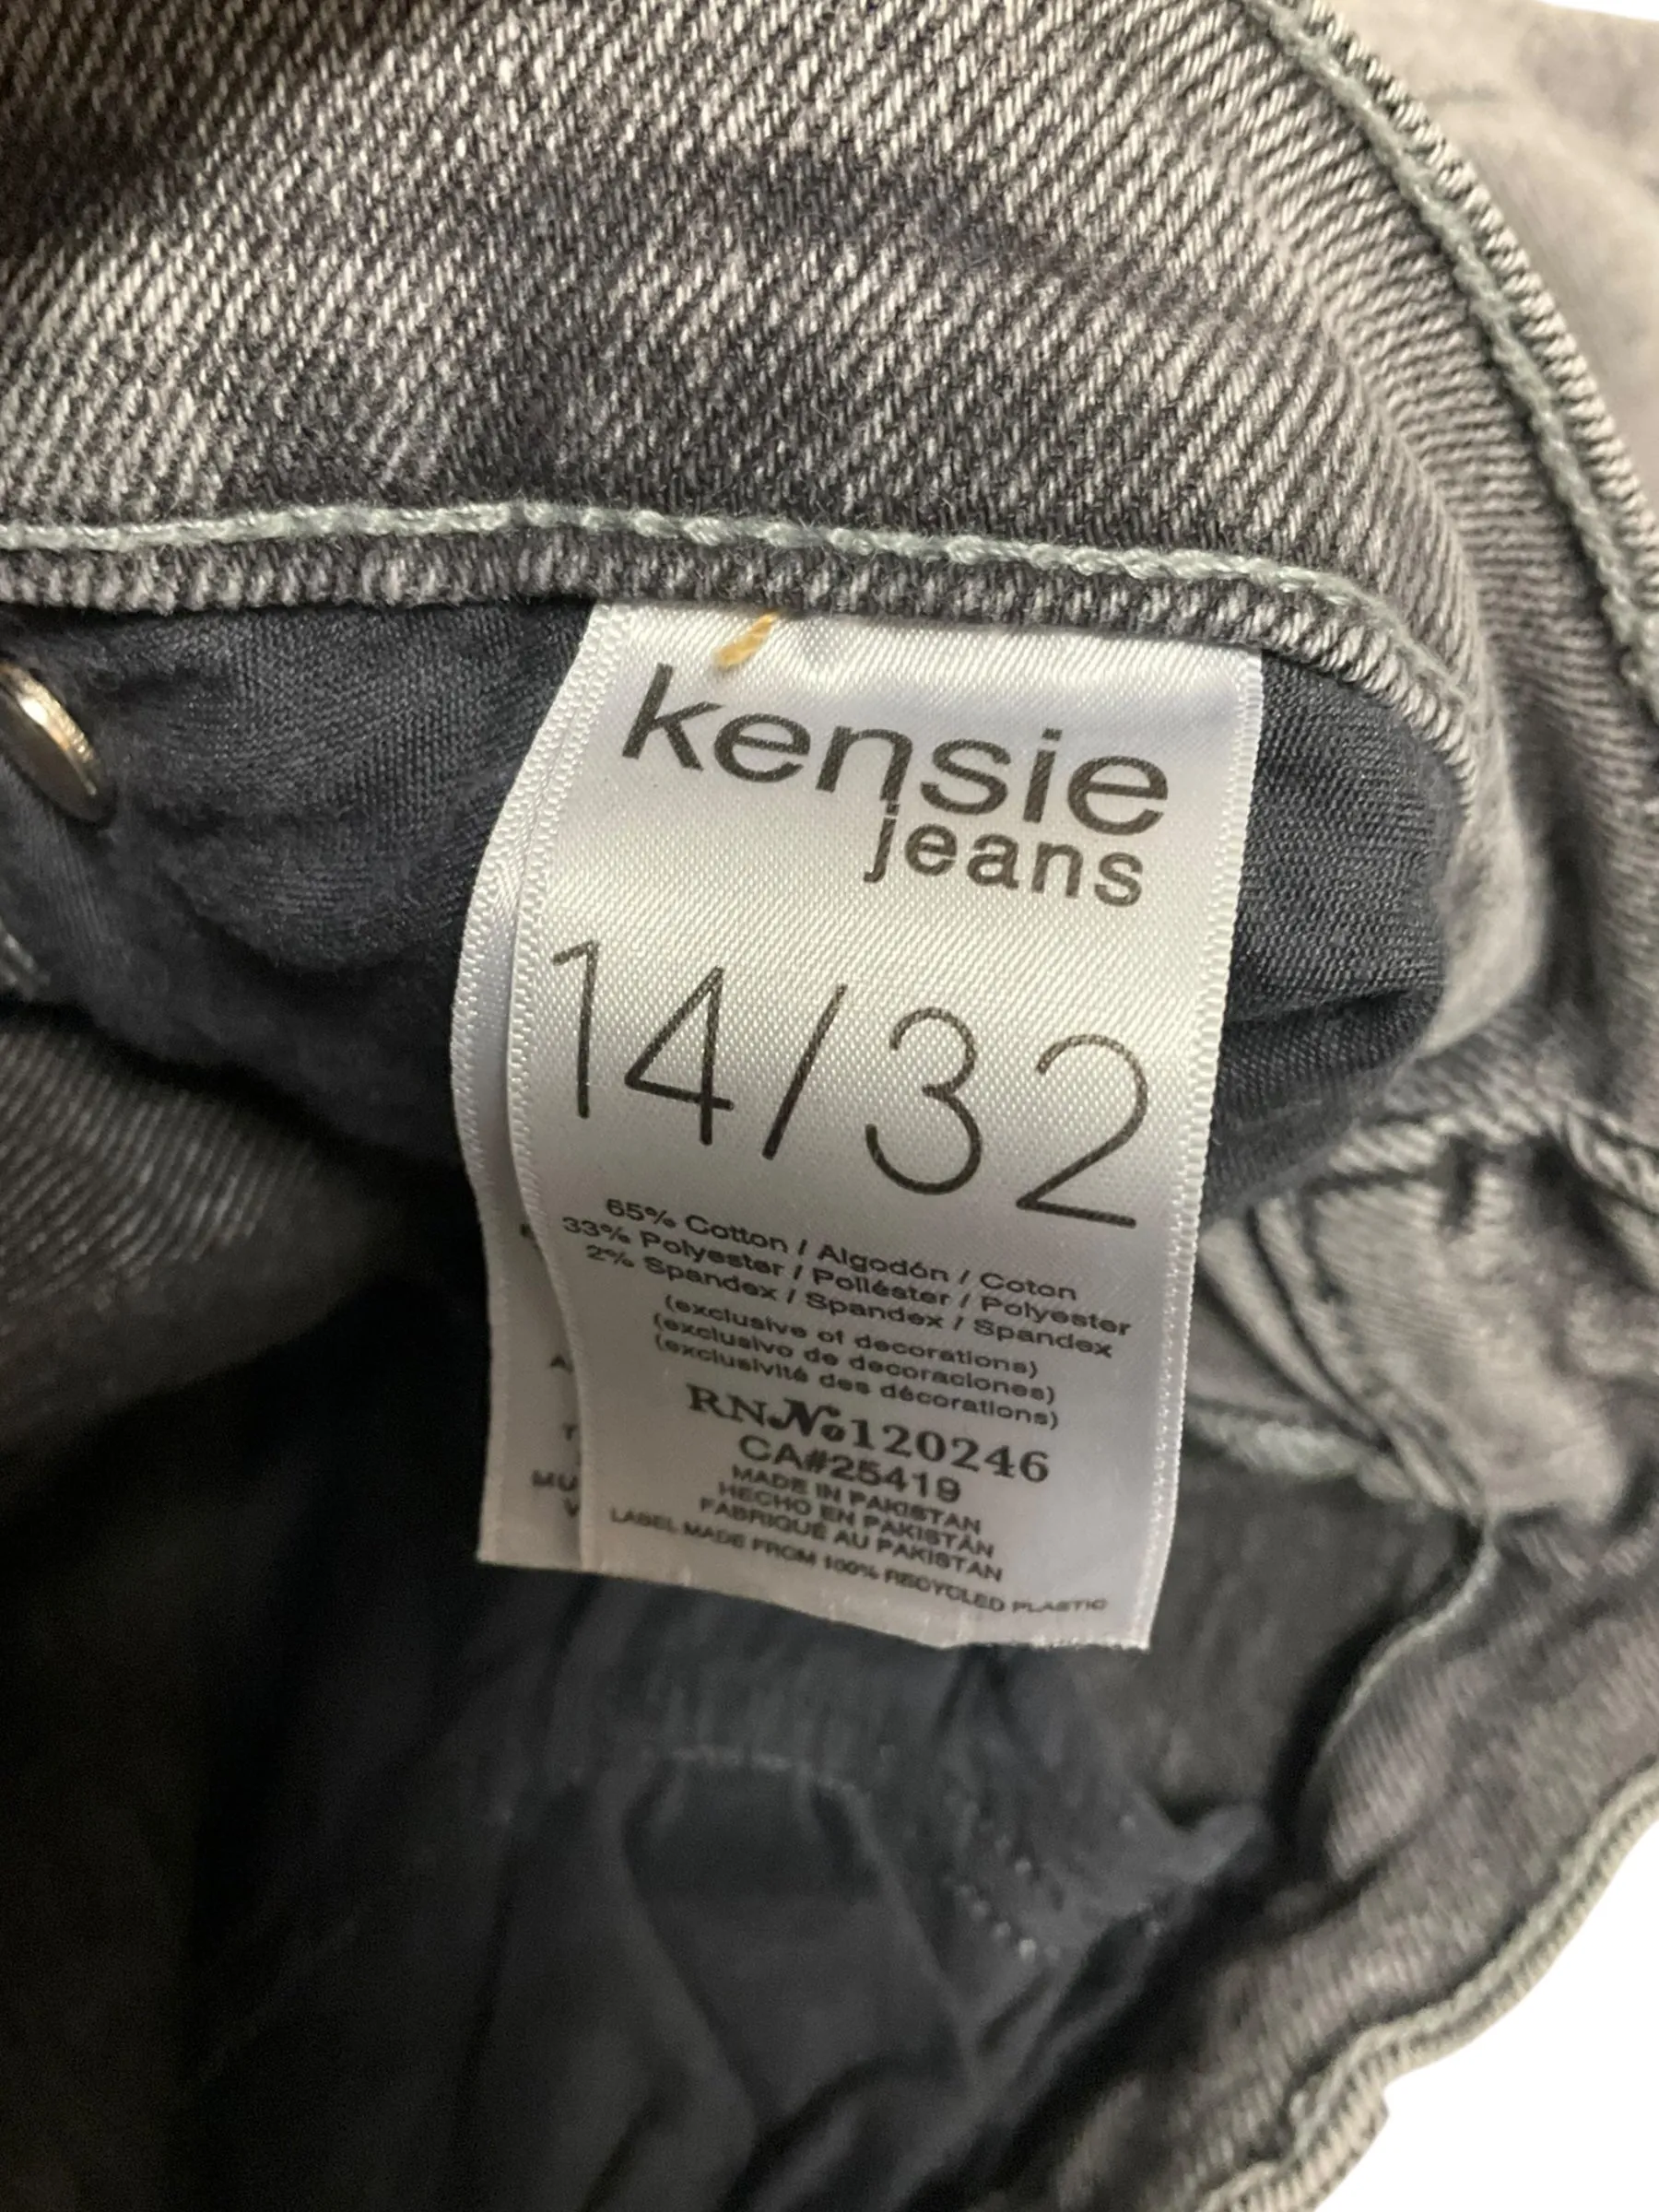 kensie
jeans
14/32
65% Cotton / Algodón / Coton
33% Polyester / Poliéster / Polyester
2% Spandex / Spandex / Spandex
(exclusive of decorations)
(exclusivo de decoraciones)
(exclusivité des décorations)
RN№120246
CA#25419
MADE IN PAKISTAN
HECHO EN PAKISTÁN
FABRIQUÉ AU PAKISTAN
LABEL MADE FROM 100% RECYCLED PLASTIC